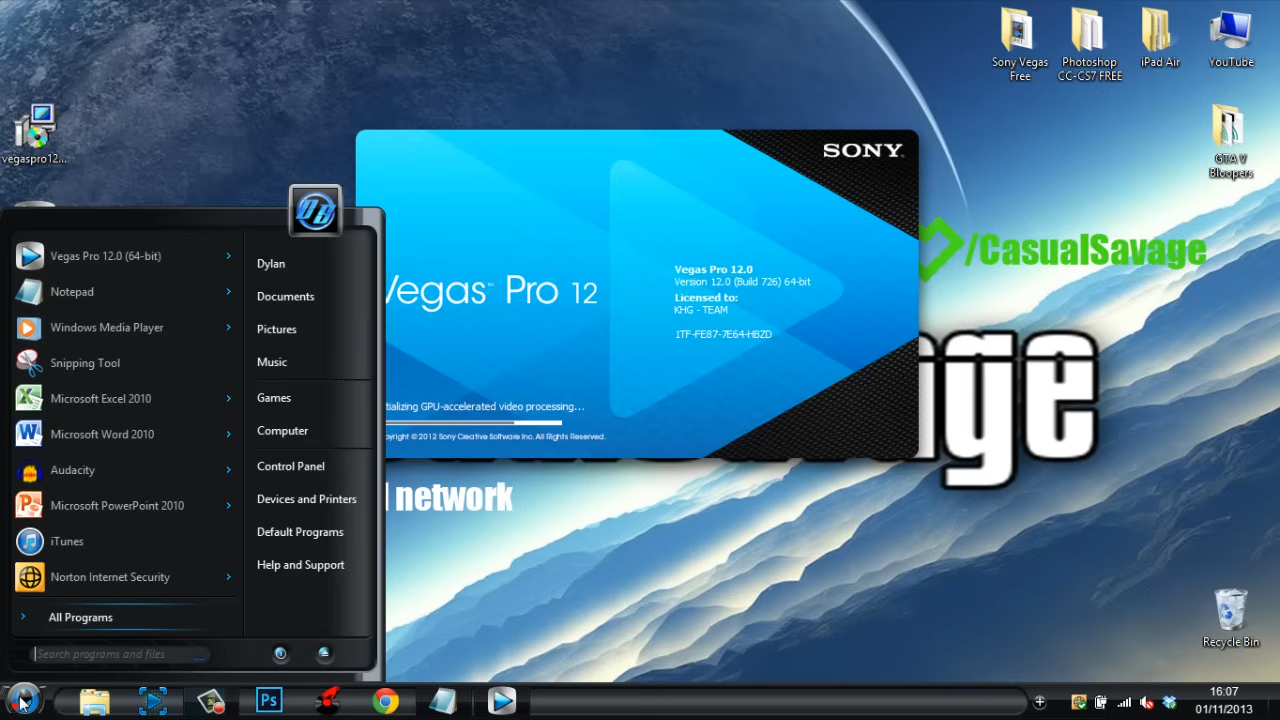 Sony Vegas
Free
Photoshop
CC-CS7 FREE
iPad Air
YouTube
vegaspro12...
GTA V
Bloopers
SONY
Vegas™ Pro 12
Vegas Pro 12.0
Version 12.0 (Build 726) 64-bit
Licensed to:
KHG - TEAM
1TF-FE87-7E64-HBZD
tializing GPU-accelerated video processing...
pyright © 2012 Sony Creative Software Inc. All Rights Reserved.
/CasualSavage
age
l network
Vegas Pro 12.0 (64-bit)
Notepad
Windows Media Player
Snipping Tool
Microsoft Excel 2010
Microsoft Word 2010
Audacity
Microsoft PowerPoint 2010
iTunes
Norton Internet Security
All Programs
Search programs and files
Dylan
Documents
Pictures
Music
Games
Computer
Control Panel
Devices and Printers
Default Programs
Help and Support
Recycle Bin
Ps
16:07
01/11/2013